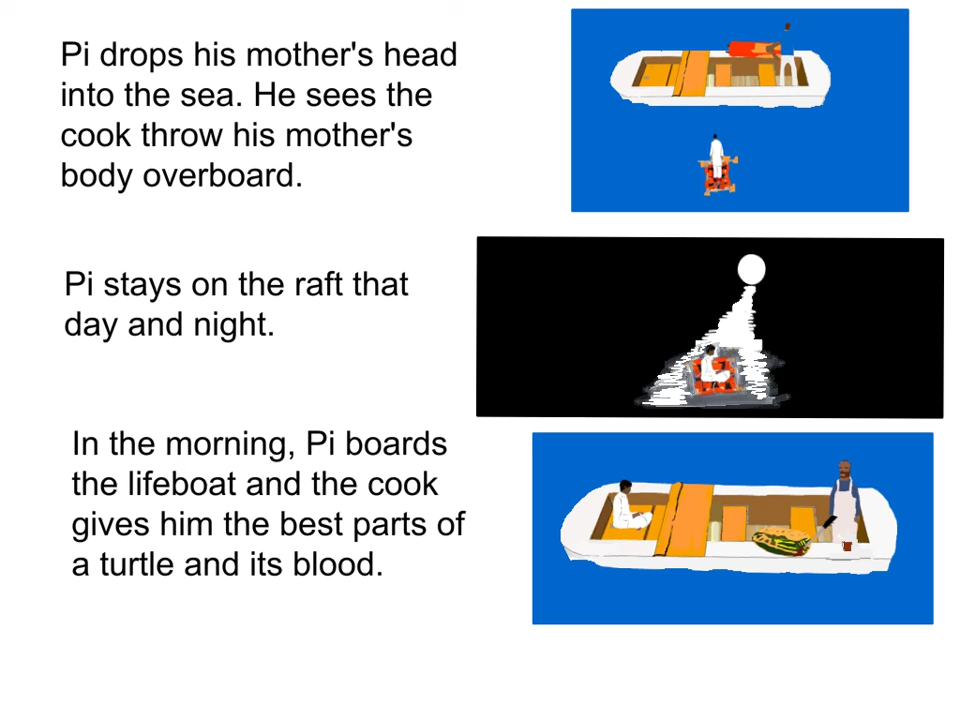 Pi drops his mother's head
into the sea. He sees the
cook throw his mother's
body overboard.
Pi stays on the raft that
day and night.
In the morning, Pi boards
the lifeboat and the cook
gives him the best parts of
a turtle and its blood.